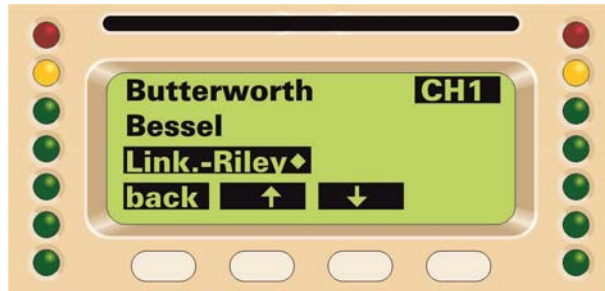 Butterworth CH1
Bessel
Link.-Riley◆
back ↑ ↓